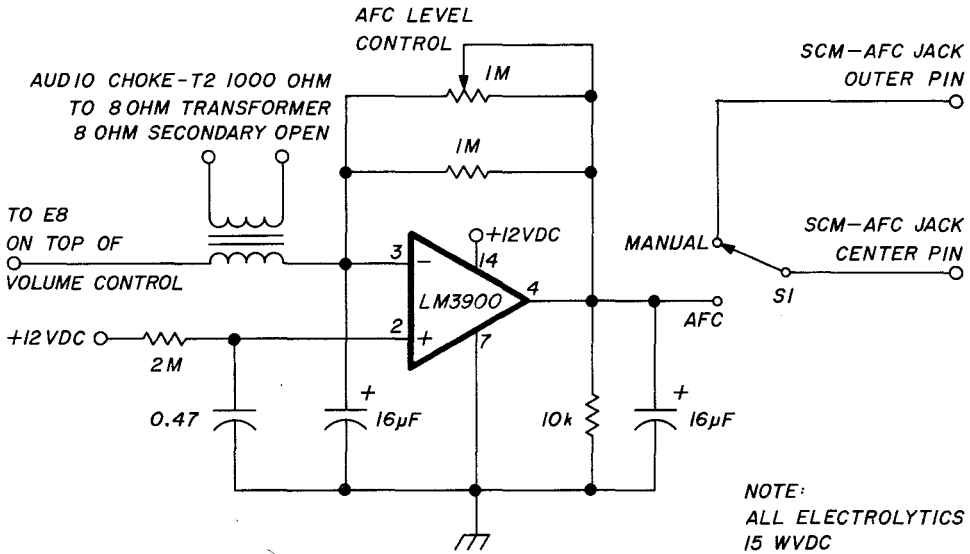 AFC LEVEL
CONTROL
1M
AUDIO CHOKE-T2 1000 OHM
TO 8 OHM TRANSFORMER
8 OHM SECONDARY OPEN
SCM-AFC JACK
OUTER PIN
1M
TO E8
ON TOP OF
VOLUME CONTROL
+12VDC
14
3
-
LM3900
4
2
+
7
MANUAL
SCM-AFC JACK
CENTER PIN
S1
AFC
+12VDC
2M
0.47
+
16µF
10k
+
16µF
NOTE:
ALL ELECTROLYTICS
15 WVDC